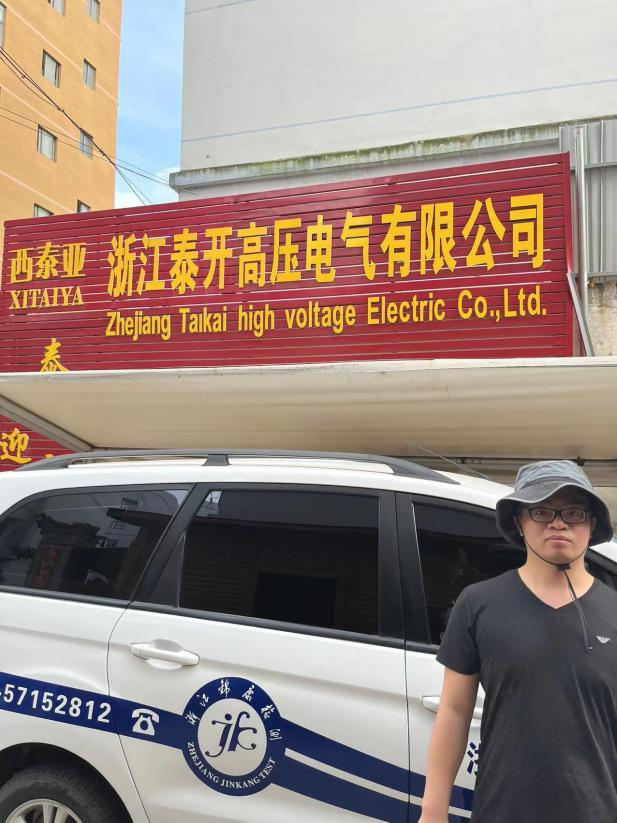 西泰亚
XITAIYA
浙江泰开高压电气有限公司
Zhejiang Taikai high voltage Electric Co.,Ltd.
泰
迎
-57152812
浙江锦康检测
jk
ZHEJIANG JINKANG TEST